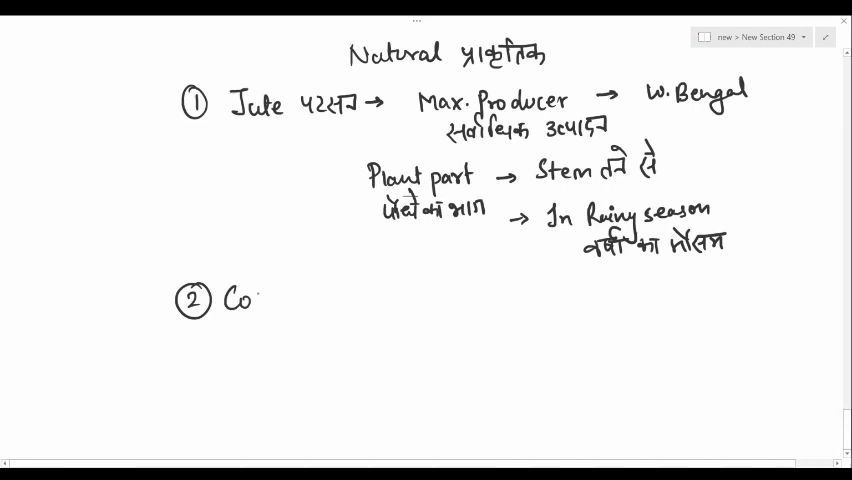 new > New Section 49
Natural प्राकृतिक
① Jute पटसन → Max. Producer → W. Bengal
सर्वाधिक उत्पादन
Plant part → Stem तने से
पौधे का भाग → In Rainy season
वर्षा का मौसम
② Co